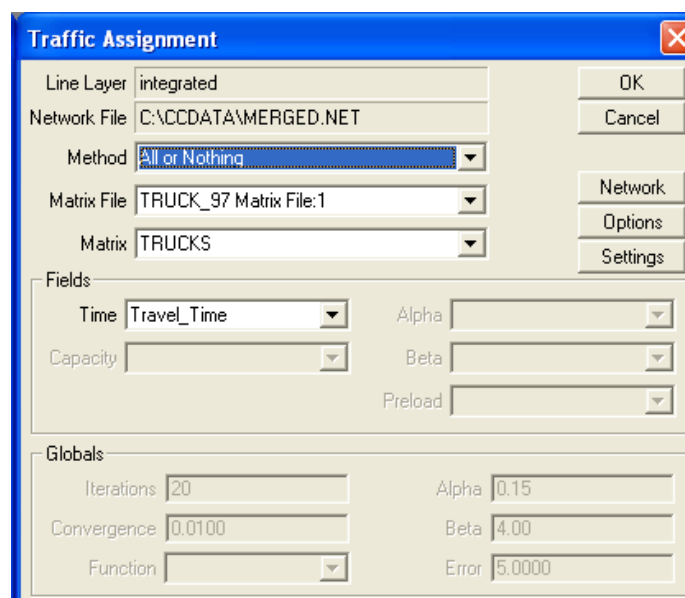 Traffic Assignment
Line Layer integrated OK
Network File C:\CCDATA\MERGED.NET Cancel
Method All or Nothing
Matrix File TRUCK_97 Matrix File:1 Network
Options
Matrix TRUCKS
Settings
Fields
Time Travel_Time Alpha
Capacity Beta
Preload
Globals
Iterations 20 Alpha 0.15
Convergence 0.0100 Beta 4.00
Function Error 5.0000